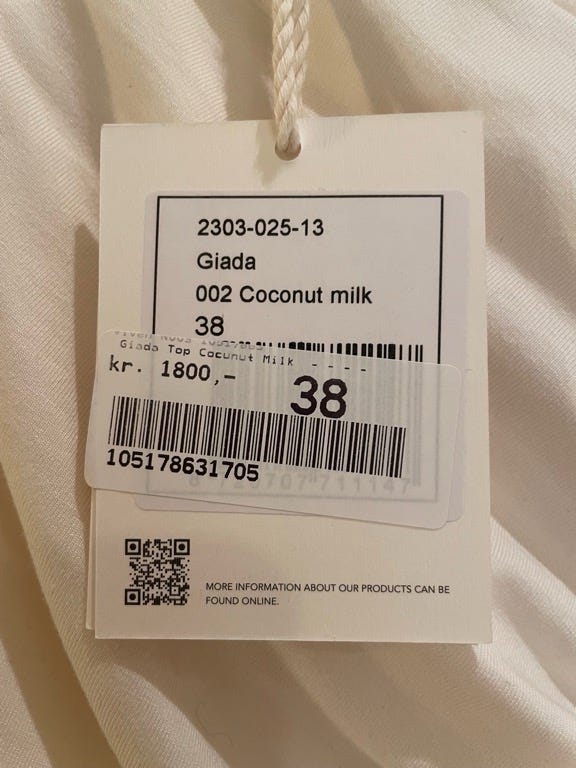 2303-025-13
Giada
002 Coconut milk
38
Giada Top Coconut Milk - - - -
kr. 1800,-
38
105178631705
707711147
MORE INFORMATION ABOUT OUR PRODUCTS CAN BE
FOUND ONLINE.